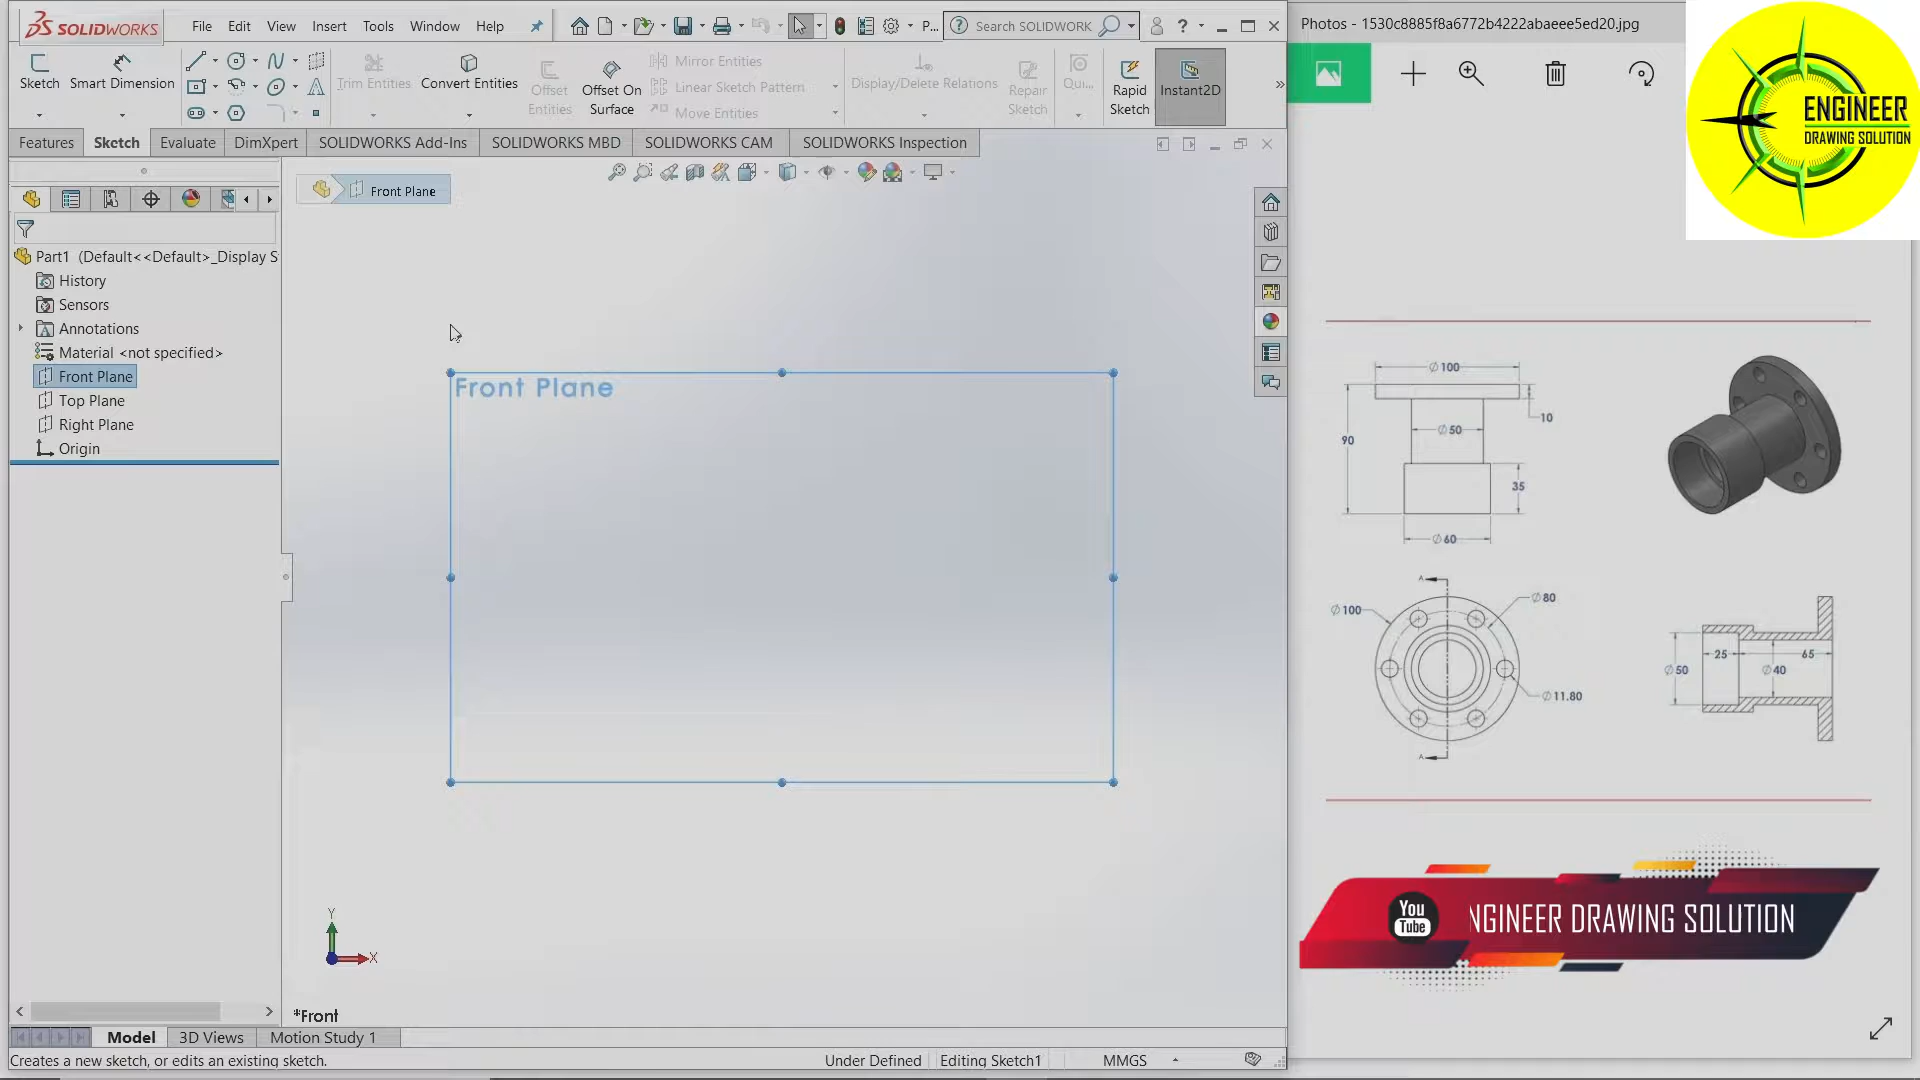 SOLIDWORKS File Edit View Insert Tools Window Help P... Search SOLIDWORK ?
Sketch Smart Dimension Trim Entities Convert Entities Offset Entities Offset On Surface Mirror Entities Linear Sketch Pattern Move Entities Display/Delete Relations Repair Sketch Qui... Rapid Sketch Instant2D
Features Sketch Evaluate DimXpert SOLIDWORKS Add-Ins SOLIDWORKS MBD SOLIDWORKS CAM SOLIDWORKS Inspection
Front Plane
Part1 (Default<<Default>_Display S
History
Sensors
Annotations
Material <not specified>
Front Plane
Top Plane
Right Plane
Origin
Front Plane
Y
X
*Front
Model 3D Views Motion Study 1
Creates a new sketch, or edits an existing sketch. Under Defined Editing Sketch1 MMGS
Photos - 1530c8885f8a6772b4222abaeee5ed20.jpg
ENGINEER
DRAWING SOLUTION
∅100
10
∅50
90
35
∅60
A
∅80
∅100
∅11.80
A
25 65
∅50 ∅40
You
Tube
NGINEER DRAWING SOLUTION